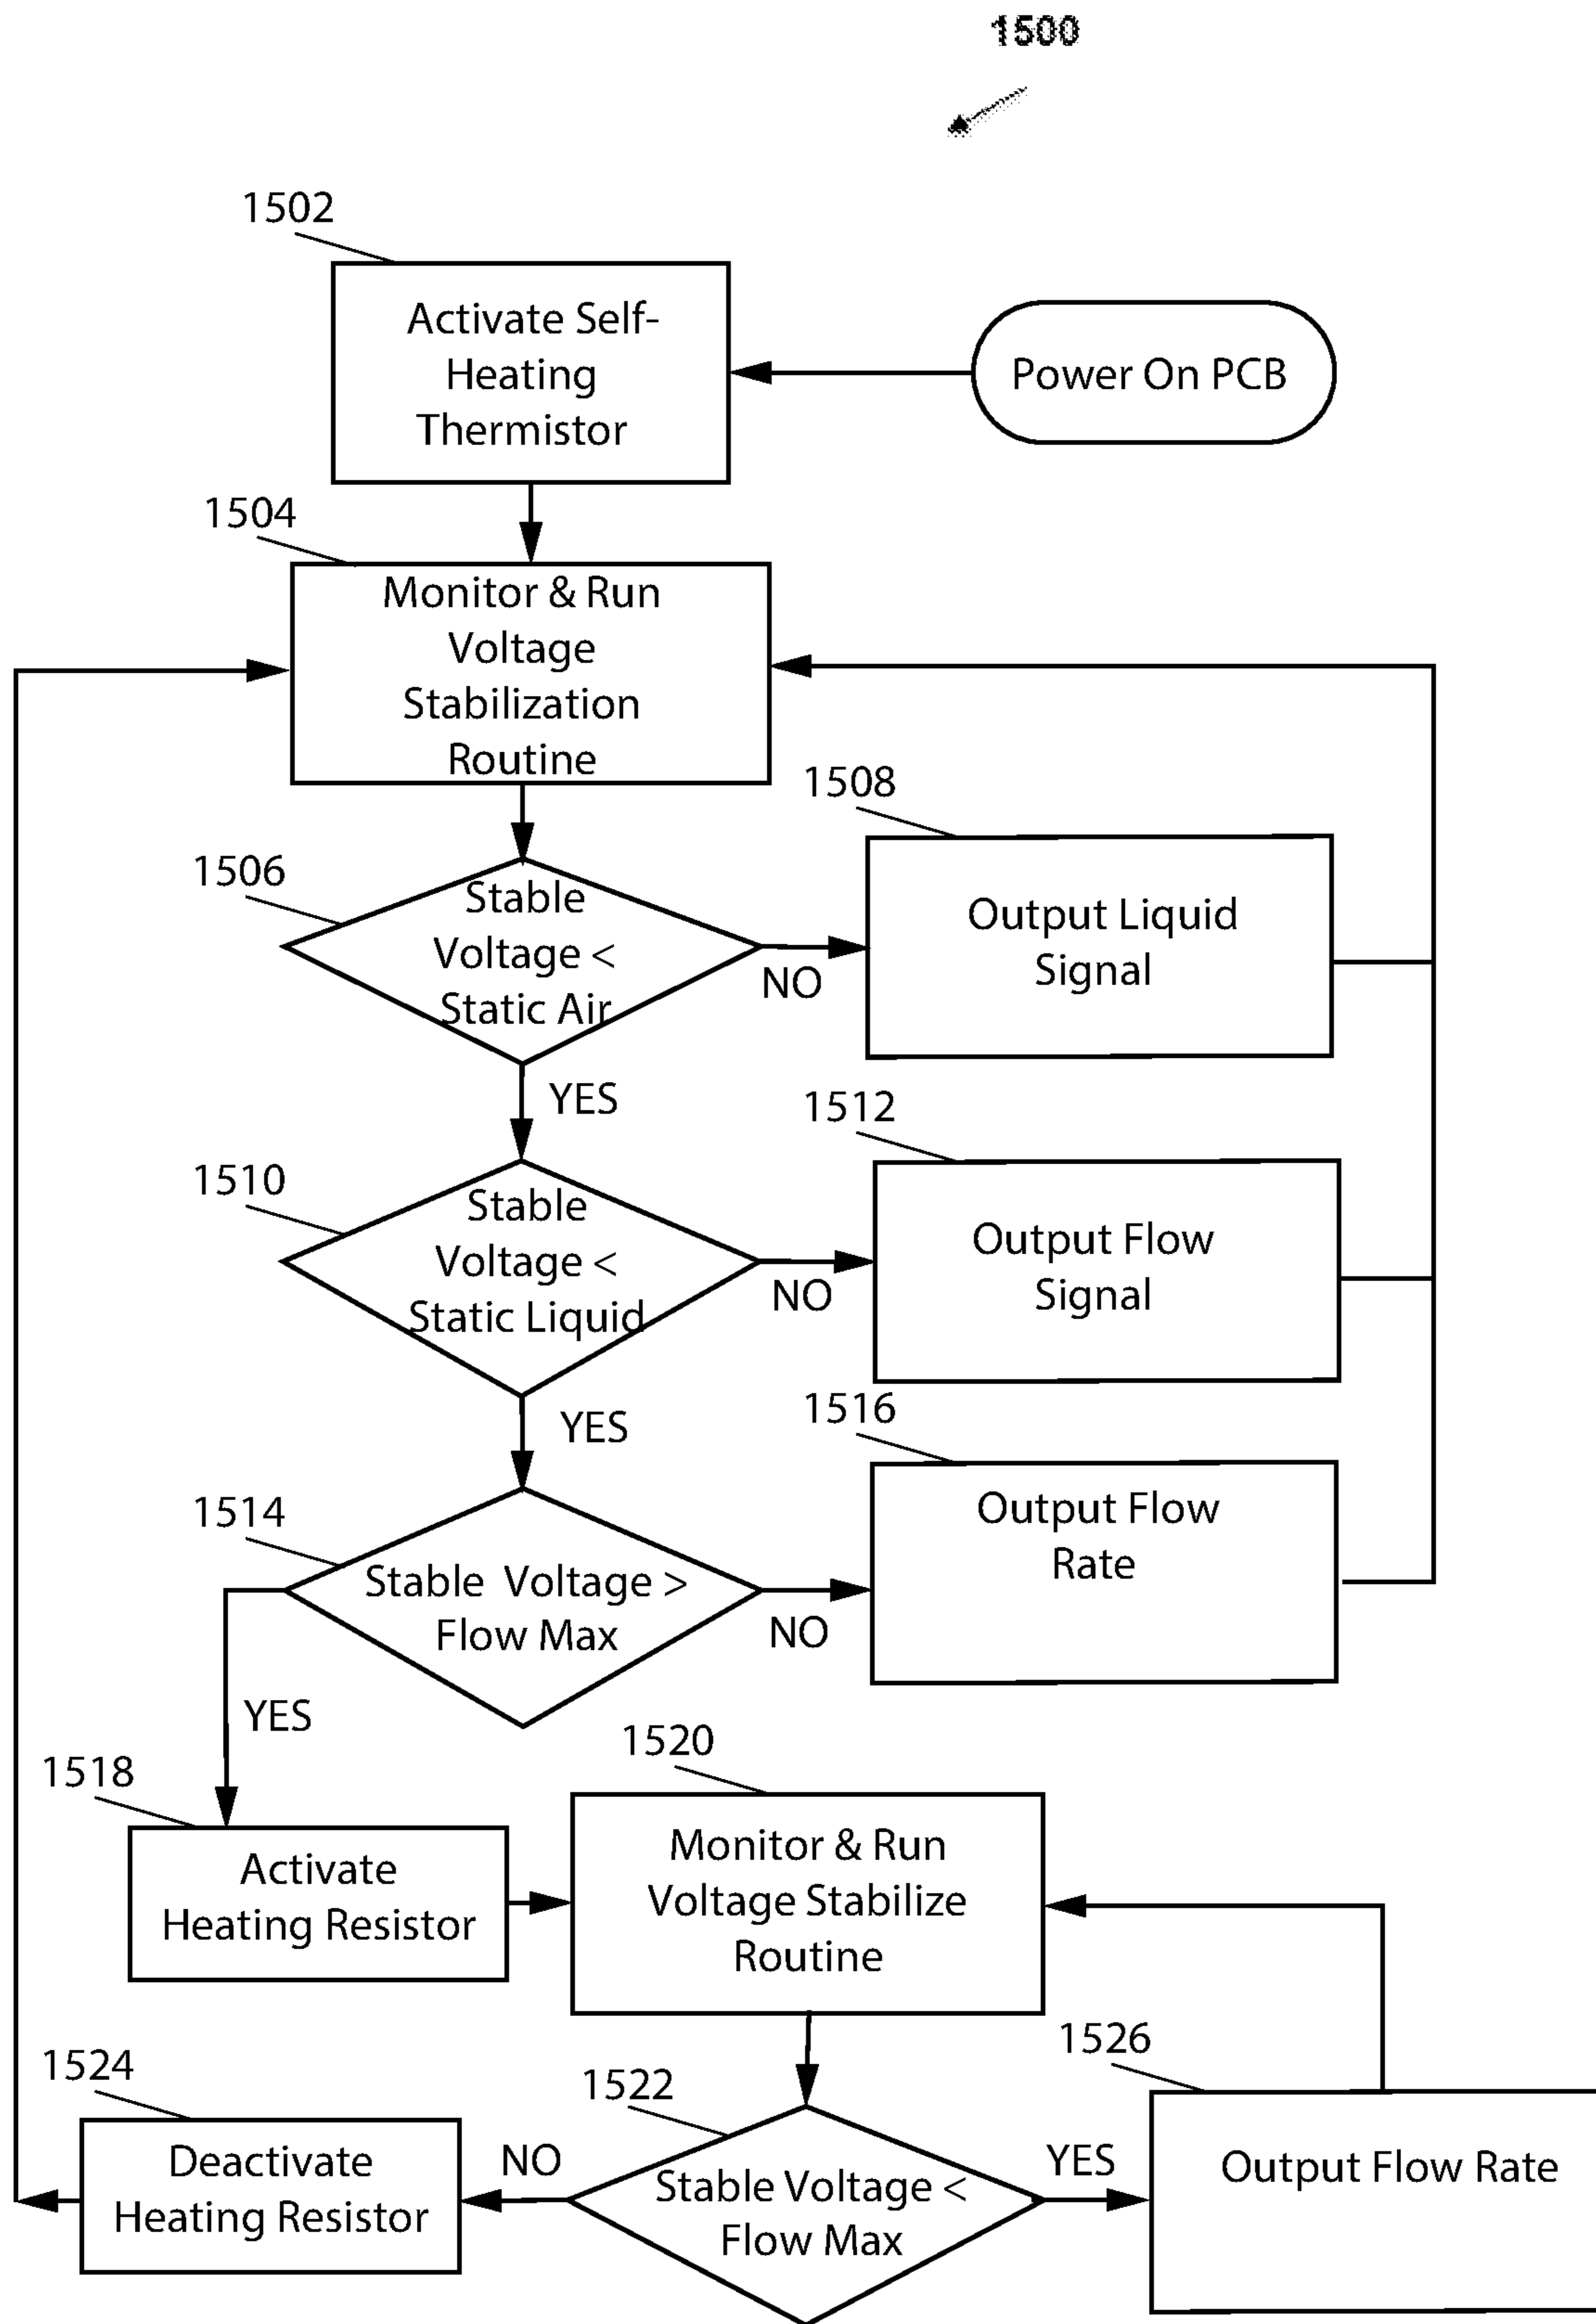 1500
1502
Activate Self-
Heating
Thermistor
Power On PCB
1504
Monitor & Run
Voltage
Stabilization
Routine
1506
Stable
Voltage <
Static Air
NO
YES
1508
Output Liquid
Signal
1510
Stable
Voltage <
Static Liquid
NO
YES
1512
Output Flow
Signal
1514
Stable Voltage >
Flow Max
NO
YES
1516
Output Flow
Rate
1518
Activate
Heating Resistor
1520
Monitor & Run
Voltage Stabilize
Routine
1522
Stable Voltage <
Flow Max
NO
YES
1524
Deactivate
Heating Resistor
1526
Output Flow Rate